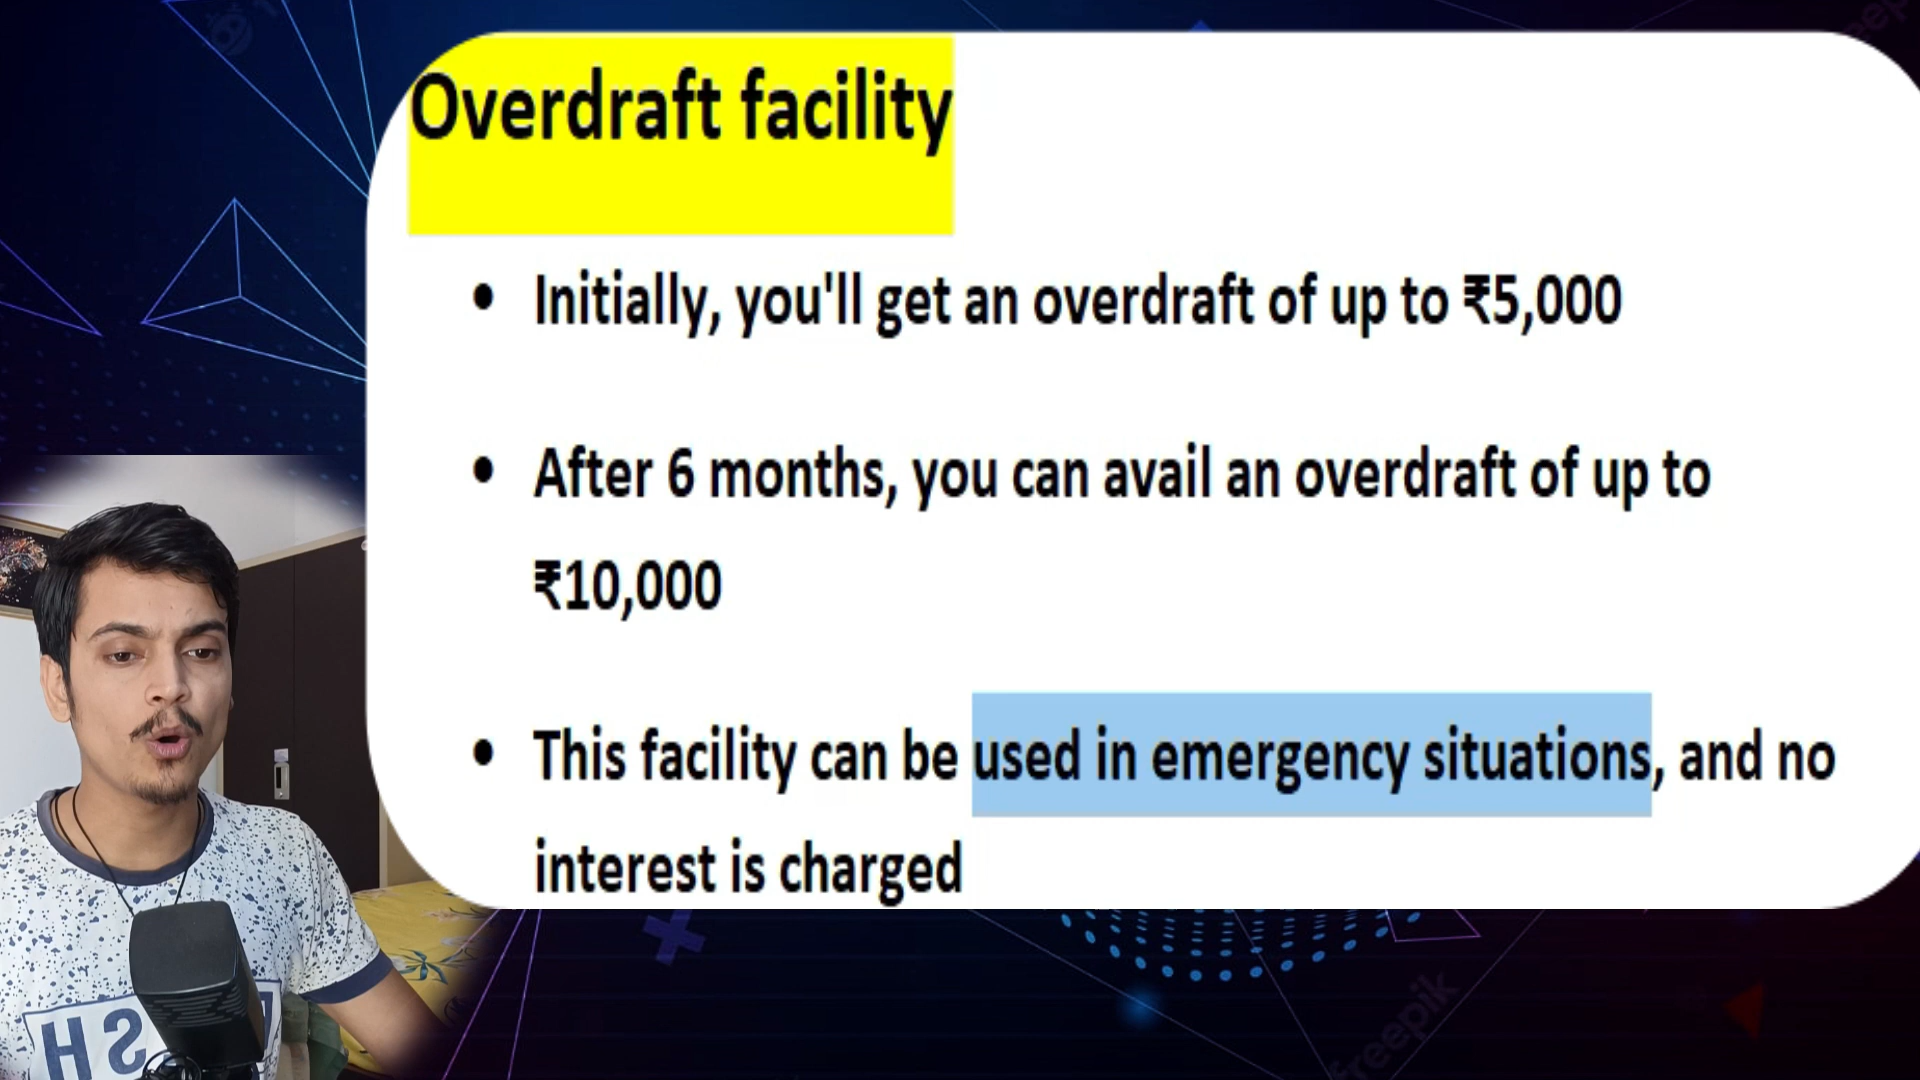 Overdraft facility
• Initially, you'll get an overdraft of up to ₹5,000
• After 6 months, you can avail an overdraft of up to
₹10,000
• This facility can be used in emergency situations, and no
interest is charged
freepik